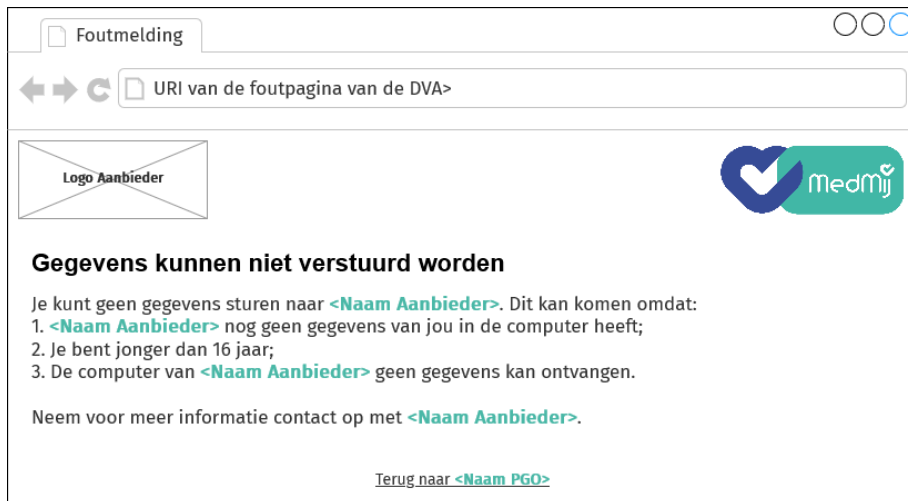 Foutmelding
URI van de foutpagina van de DVA>
Logo Aanbieder
MedMij
Gegevens kunnen niet verstuurd worden
Je kunt geen gegevens sturen naar <Naam Aanbieder>. Dit kan komen omdat:
1. <Naam Aanbieder> nog geen gegevens van jou in de computer heeft;
2. Je bent jonger dan 16 jaar;
3. De computer van <Naam Aanbieder> geen gegevens kan ontvangen.
Neem voor meer informatie contact op met <Naam Aanbieder>.
Terug naar <Naam PGO>